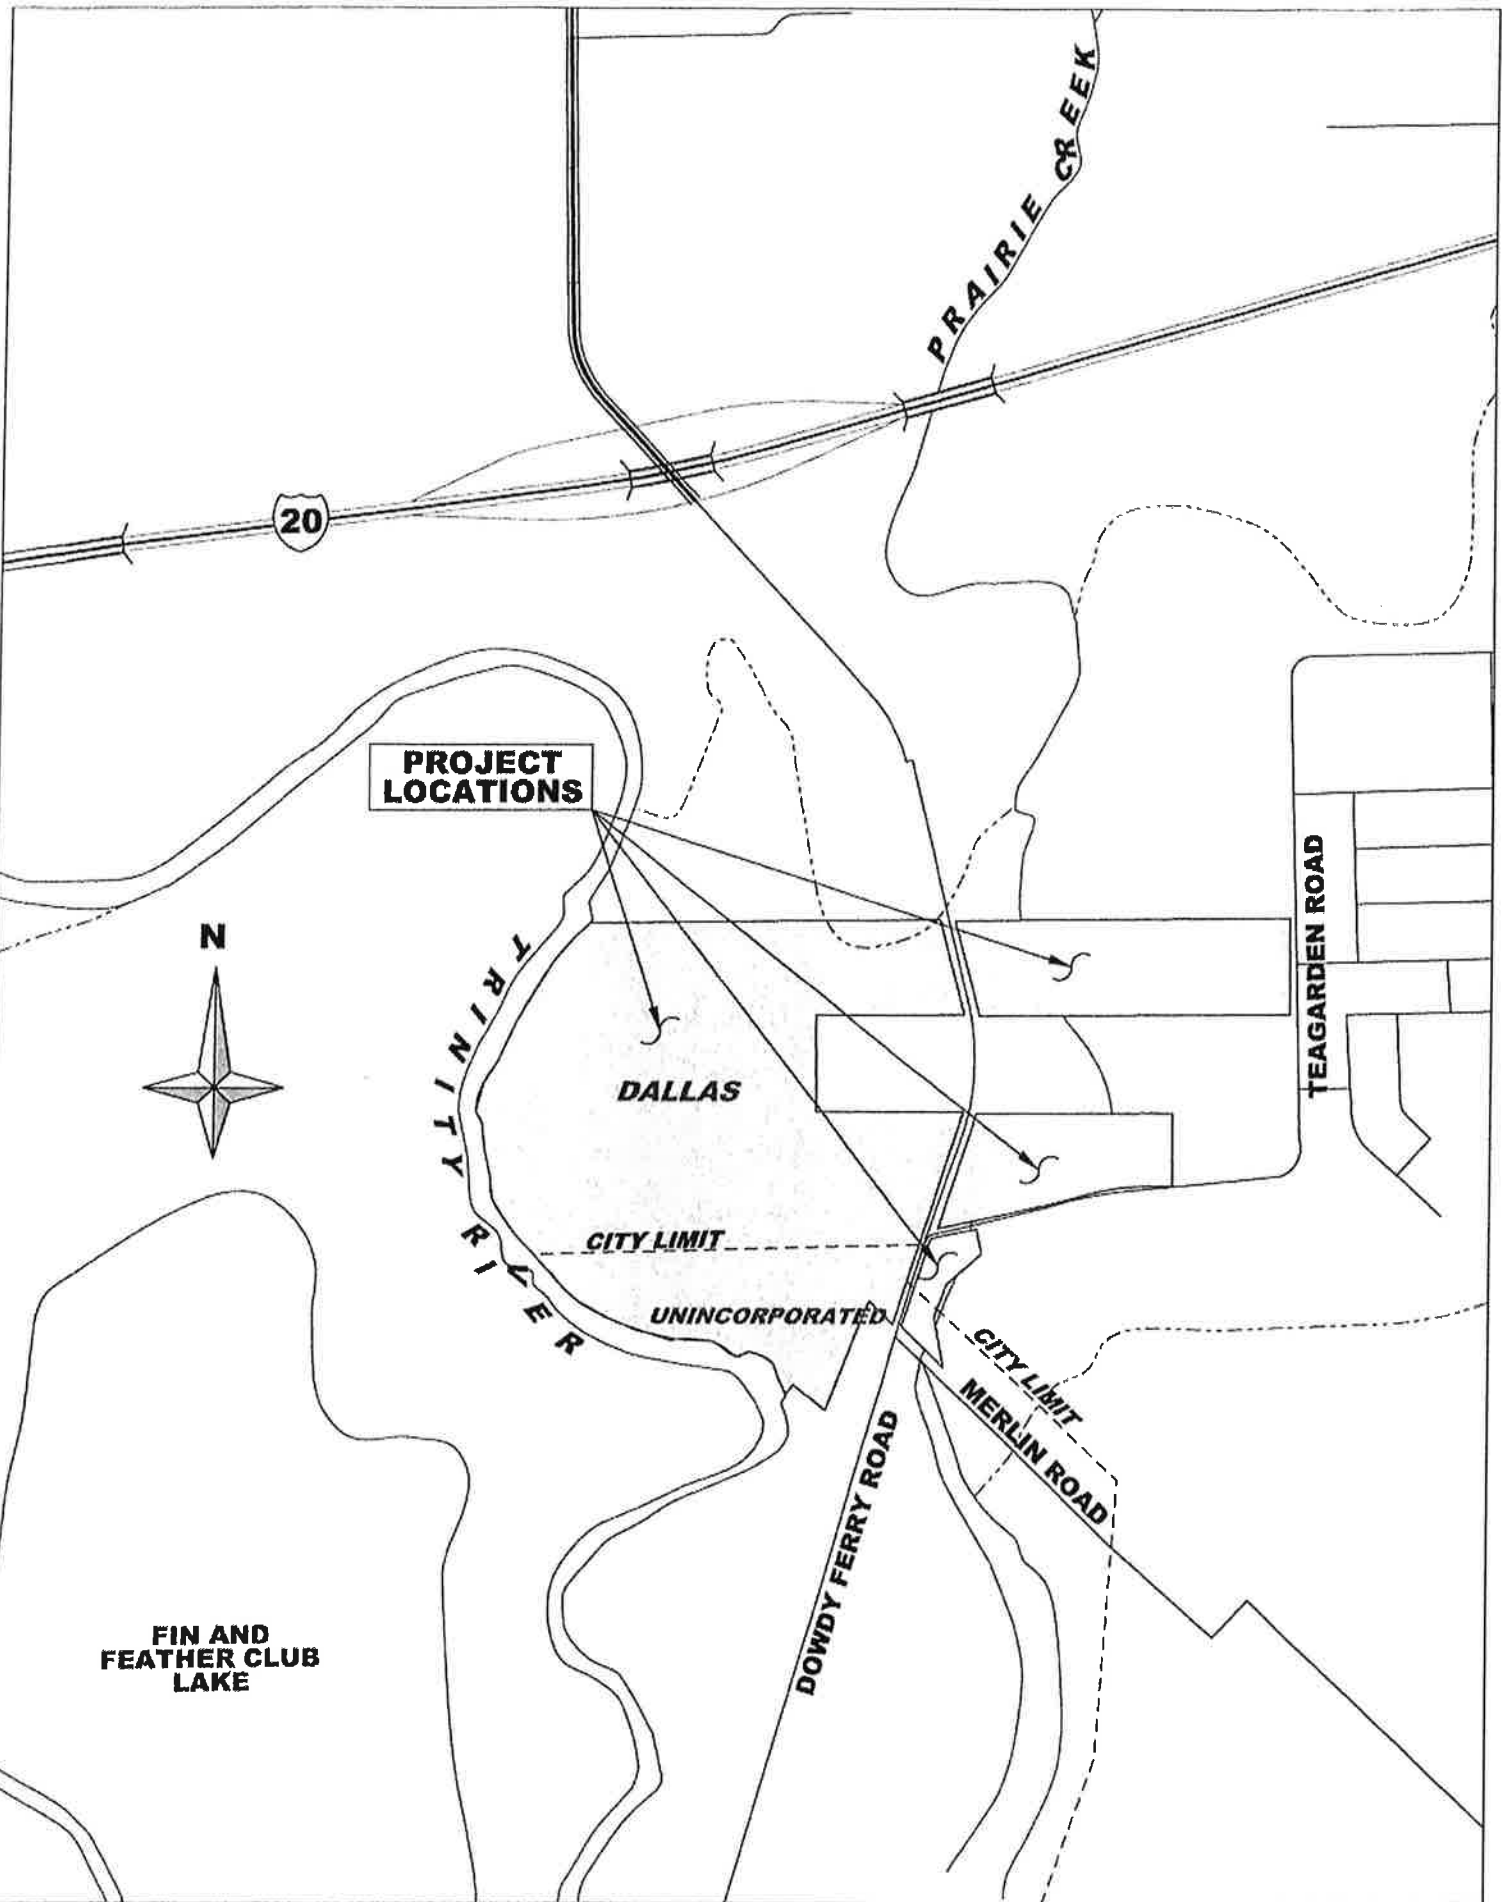 PRAIRIE CREEK
20
PROJECT
LOCATIONS
N
TEAGARDEN ROAD
TRINITY RIVER
DALLAS
CITY LIMIT
UNINCORPORATED
CITY LIMIT
MERLIN ROAD
DOWDY FERRY ROAD
FIN AND
FEATHER CLUB
LAKE